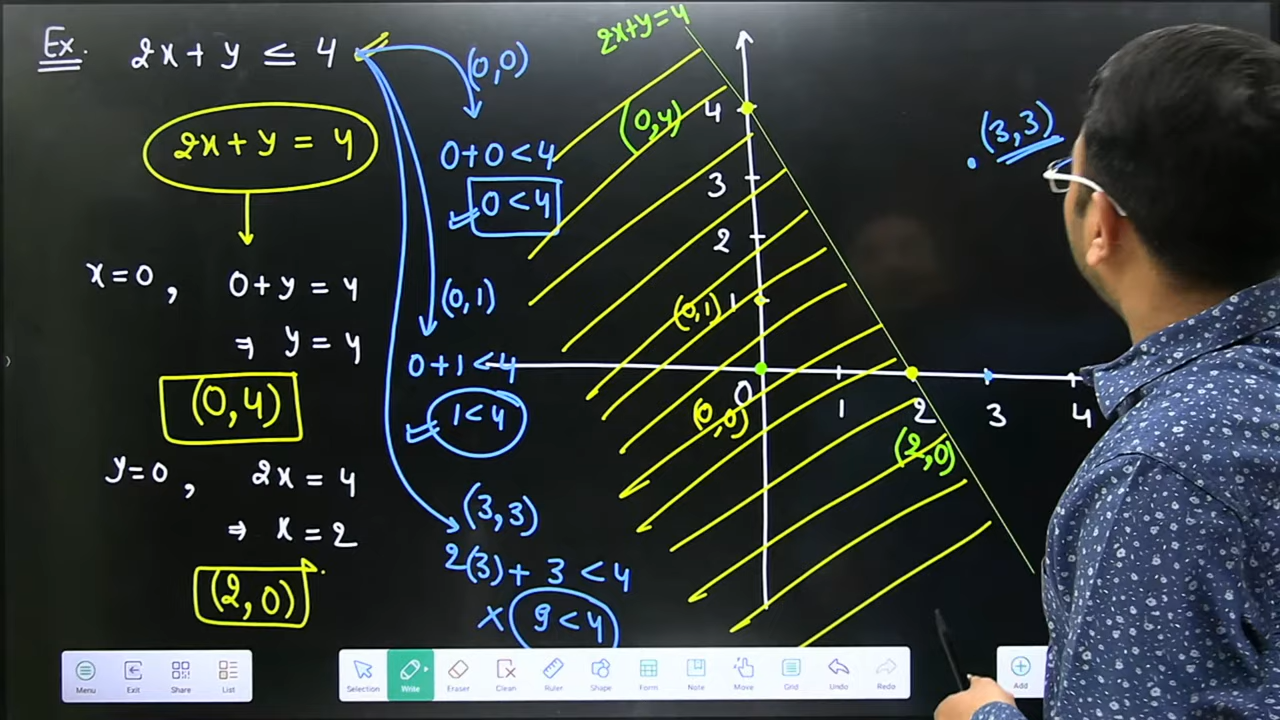 Ex. 2x+y ≤ 4
2x+y = 4
x=0, 0+y = 4
⇒ y = 4
(0,4)
y=0, 2x = 4
⇒ x = 2
(2,0)
(0,0)
0+0<4
0<4
(0,1)
0+1<4
1<4
(3,3)
2(3)+ 3 <4
× 9<4
2x+y=4
(0,4)
4
3
2
(0,1) 1
0 1 2 3 4
(0,0)
(2,0)
(3,3)
Menu Exit Share List
Selection Write Eraser Clean Ruler Shape Form Note Move Grid Undo Redo
Add